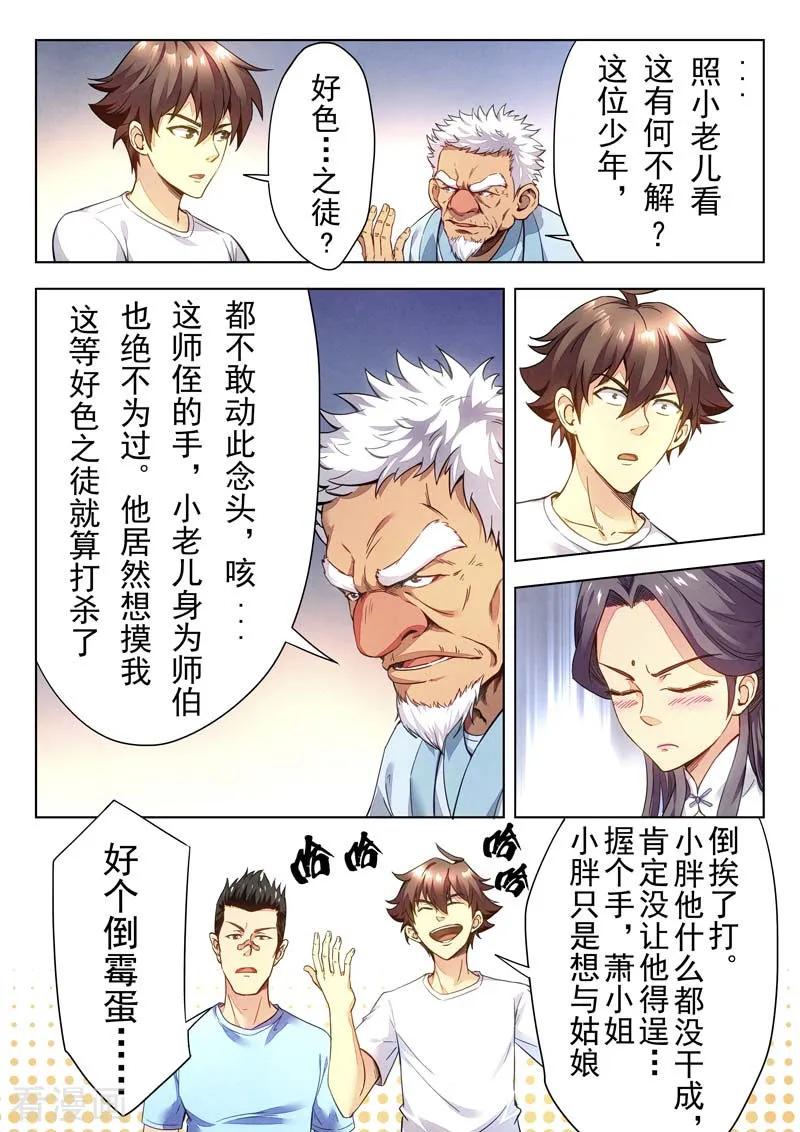 好色…之徒？
这位少年，
这有何不解？
照小老儿看
…
这等好色之徒就算打杀了
也绝不为过。他居然想摸我
这师侄的手，小老儿身为师伯
都不敢动此念头，咳…
好个倒霉蛋……
哈
哈
哈
哈
小胖只是想与姑娘
握个手，萧小姐
肯定没让他得逞…
小胖他什么都没干成，
倒挨了打。
看漫画